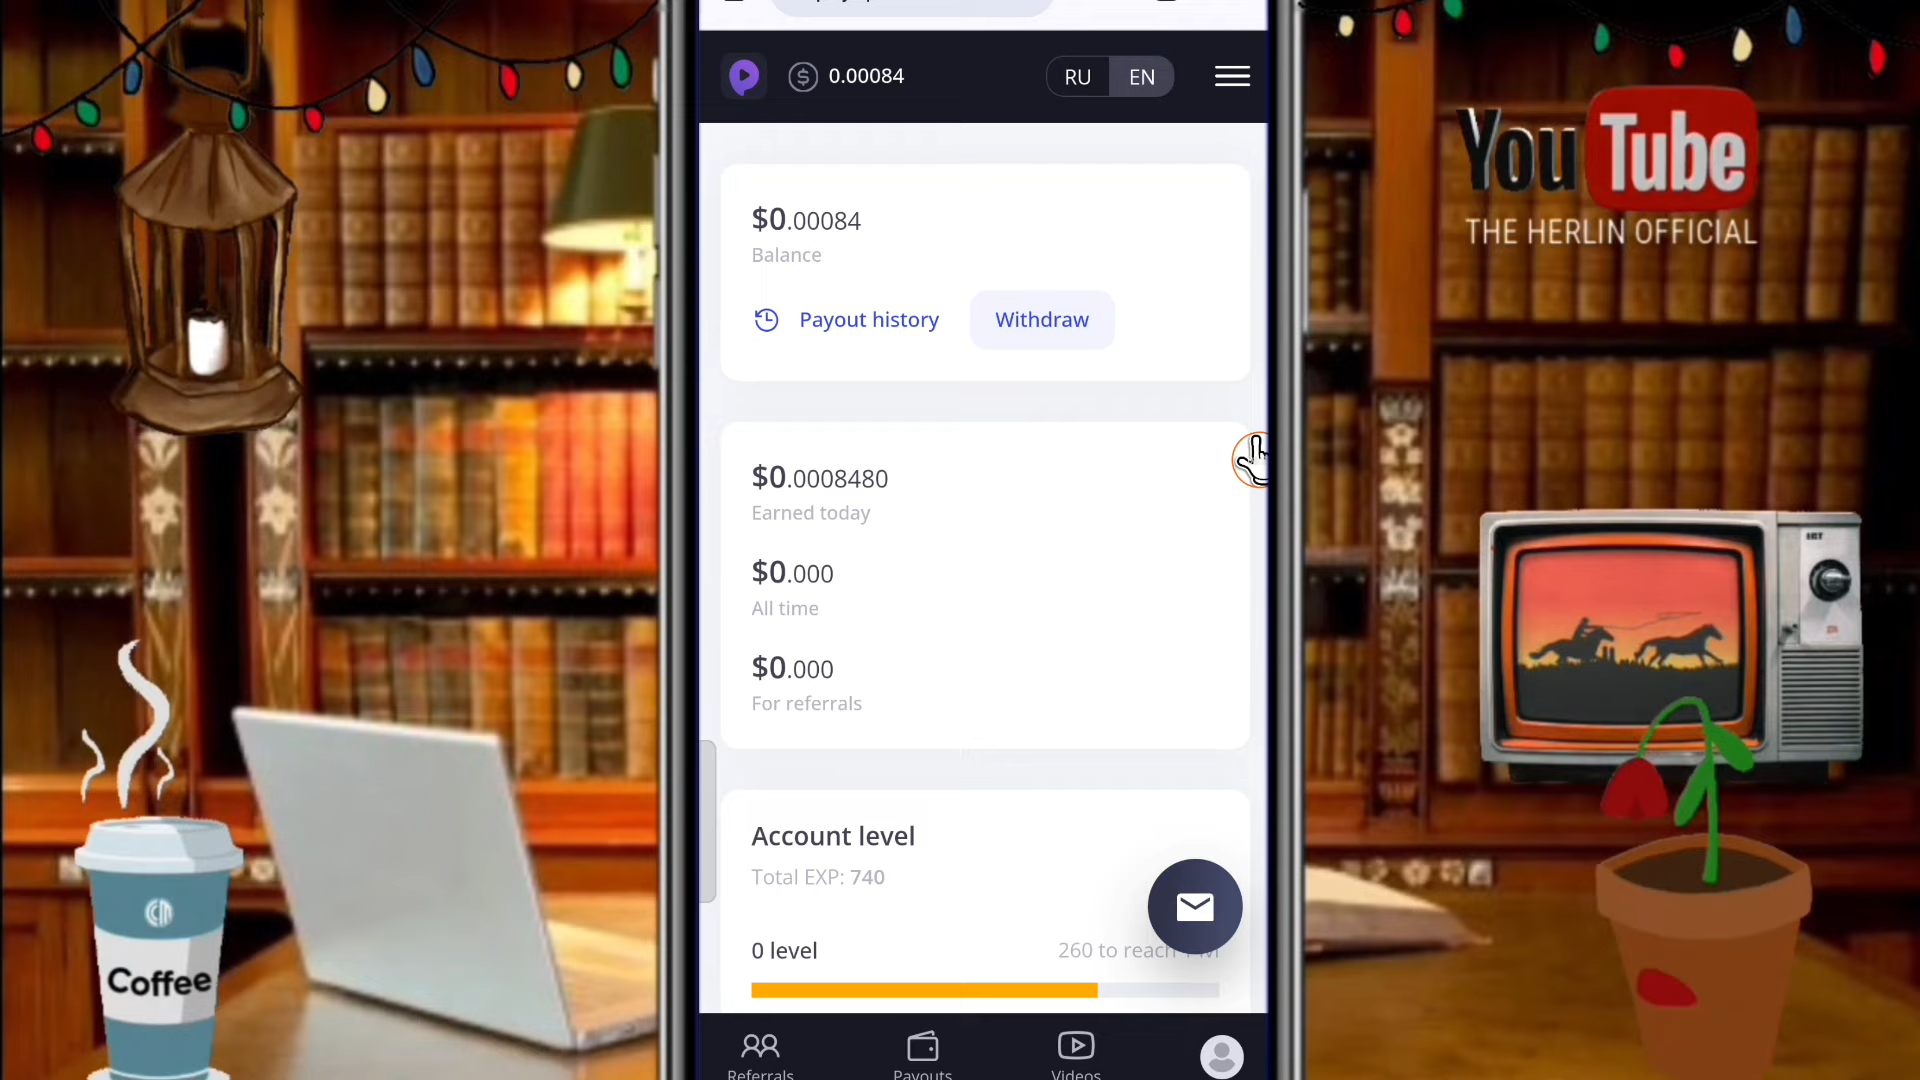 0.00084
RU
EN
$0.00084
Balance
Payout history
Withdraw
$0.0008480
Earned today
$0.000
All time
$0.000
For referrals
Account level
Total EXP: 740
0 level
260 to reach
Referrals
Payouts
Videos
You Tube
THE HERLIN OFFICIAL
Coffee